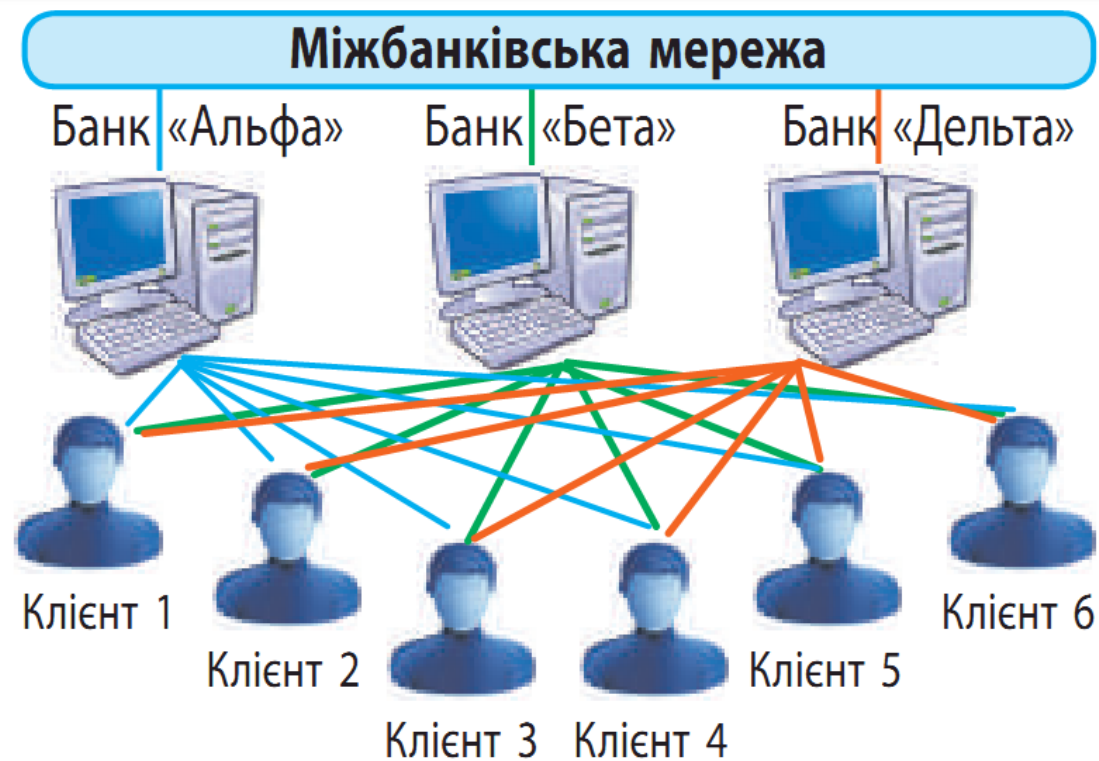 Міжбанківська мережа
Банк «Альфа»
Банк «Бета»
Банк «Дельта»
Клієнт 1
Клієнт 2
Клієнт 3
Клієнт 4
Клієнт 5
Клієнт 6